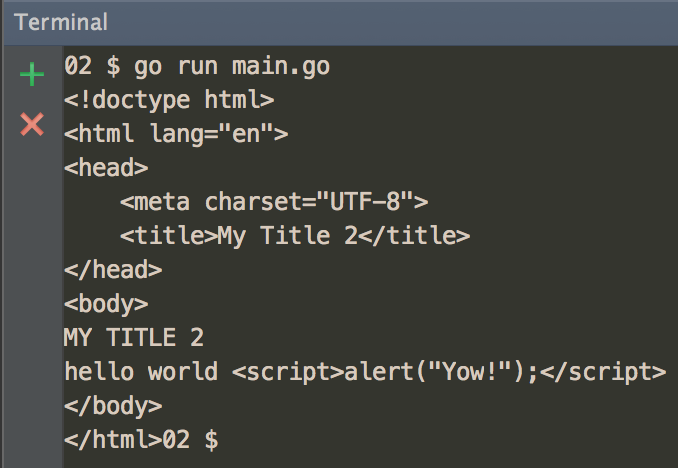 Terminal
02 $ go run main.go
<!doctype html>
<html lang="en">
<head>
    <meta charset="UTF-8">
    <title>My Title 2</title>
</head>
<body>
MY TITLE 2
hello world <script>alert("Yow!");</script>
</body>
</html>02 $